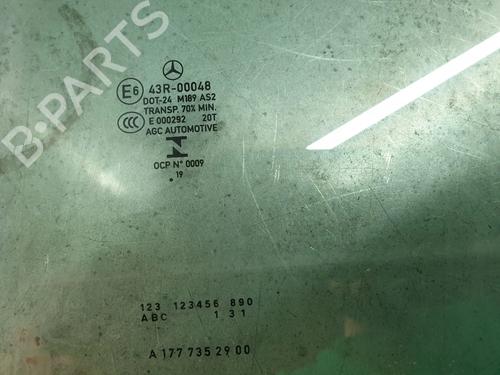 B-PARTS
E6 43R-00048
DOT-24 M189 AS2
TRANSP. 70% MIN.
CCC E 000292 20T
AGC AUTOMOTIVE
N
OCP N° 0009
. 19
123 123456 890
ABC 1 3 1
A 177 735 29 00